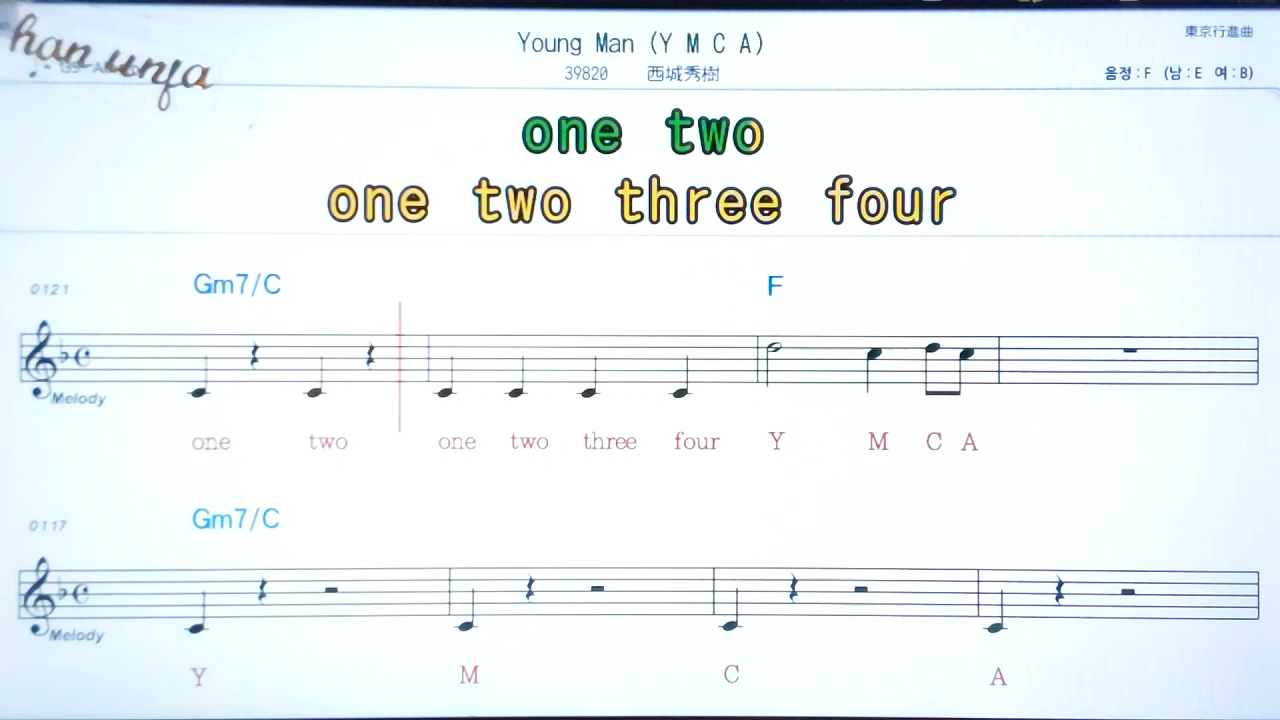 han unja
Young Man (Y M C A)
39820 西城秀樹
東京行進曲
음정 : F (남 : E 여 : B)
one two
one two three four
0121
Gm7/C F
Melody
one two one two three four Y M C A
0117
Gm7/C
Melody
Y M C A